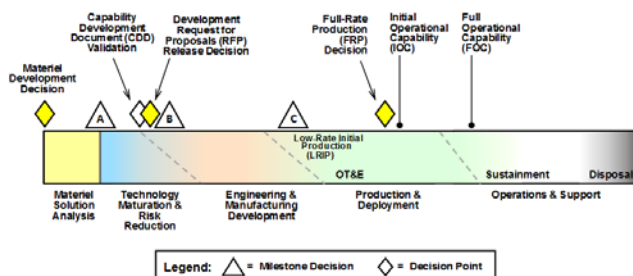 Capability
Development
Document (CDD)
Validation
Development
Request for
Proposals (RFP)
Release Decision
Full-Rate
Production
(FRP)
Decision
Initial
Operational
Capability
(IOC)
Full
Operational
Capability
(FOC)
Materiel
Development
Decision
A
B
C
Low-Rate Initial
Production
(LRIP)
OT&E
Sustainment
Disposal
Materiel
Solution
Analysis
Technology
Maturation &
Risk
Reduction
Engineering &
Manufacturing
Development
Production &
Deployment
Operations & Support
Legend:
= Milestone Decision
= Decision Point